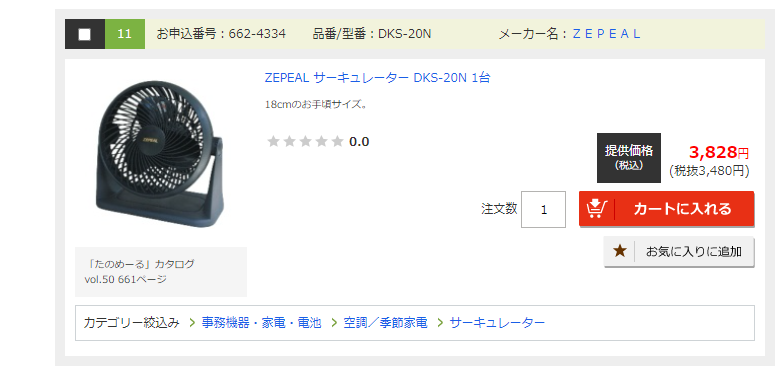 11 お申込番号：662-4334 品番/型番：DKS-20N メーカー名：ＺＥＰＥＡＬ
ZEPEAL サーキュレーター DKS-20N 1台
18cmのお手頃サイズ。
0.0
提供価格 3,828円
（税込） (税抜3,480円)
注文数 1 カートに入れる
お気に入りに追加
「たのめーる」カタログ
vol.50 661ページ
カテゴリー絞込み 事務機器・家電・電池 空調／季節家電 サーキュレーター